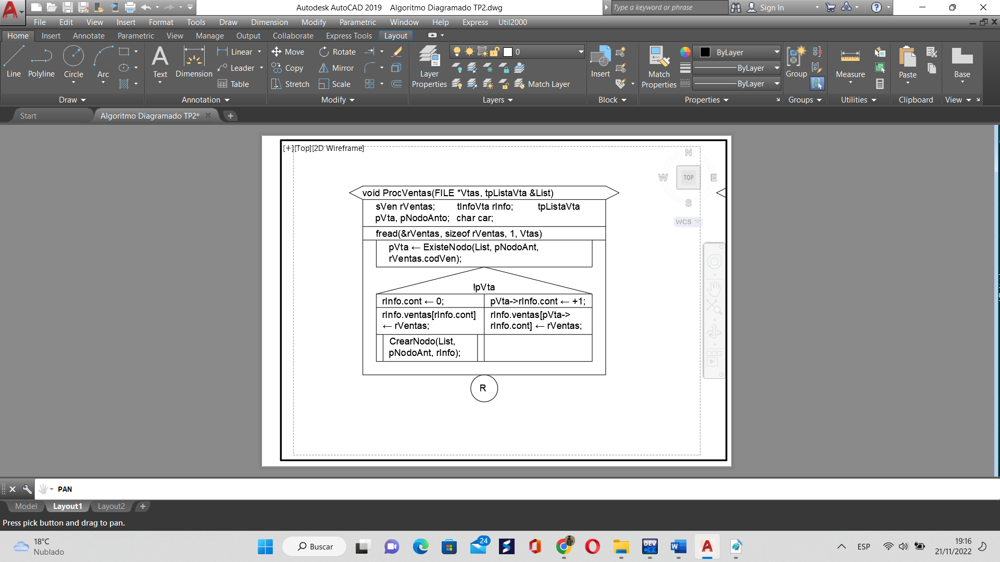 Autodesk AutoCAD 2019 Algoritmo Diagramado TP2.dwg
Type a keyword or phrase
Sign In
File Edit View Insert Format Tools Draw Dimension Modify Parametric Window Help Express Util2000
Home Insert Annotate Parametric View Manage Output Collaborate Express Tools Layout
Line Polyline Circle Arc
Text Dimension
Linear
Leader
Table
Move Rotate
Copy Mirror
Stretch Scale
Layer
Properties
0
Match Layer
Insert
Match
Properties
ByLayer
ByLayer
ByLayer
Group
Measure
Paste
Base
Draw Annotation Modify Layers Block Properties Groups Utilities Clipboard View
Start Algoritmo Diagramado TP2*
[+][Top][2D Wireframe]
N
W TOP E
S
WCS
void ProcVentas(FILE *Vtas, tpListaVta &List)
sVen rVentas; tInfoVta rInfo; tpListaVta
pVta, pNodoAnto; char car;
fread(&rVentas, sizeof rVentas, 1, Vtas)
pVta ← ExisteNodo(List, pNodoAnt,
rVentas.codVen);
!pVta
rInfo.cont ← 0; pVta->rInfo.cont ← +1;
rInfo.ventas[rInfo.cont]
← rVentas;
rInfo.ventas[pVta->
rInfo.cont] ← rVentas;
CrearNodo(List,
pNodoAnt, rInfo);
R
PAN
Model Layout1 Layout2
Press pick button and drag to pan.
18°C
Nublado
Buscar
24
DEV
C++
ESP
19:16
21/11/2022